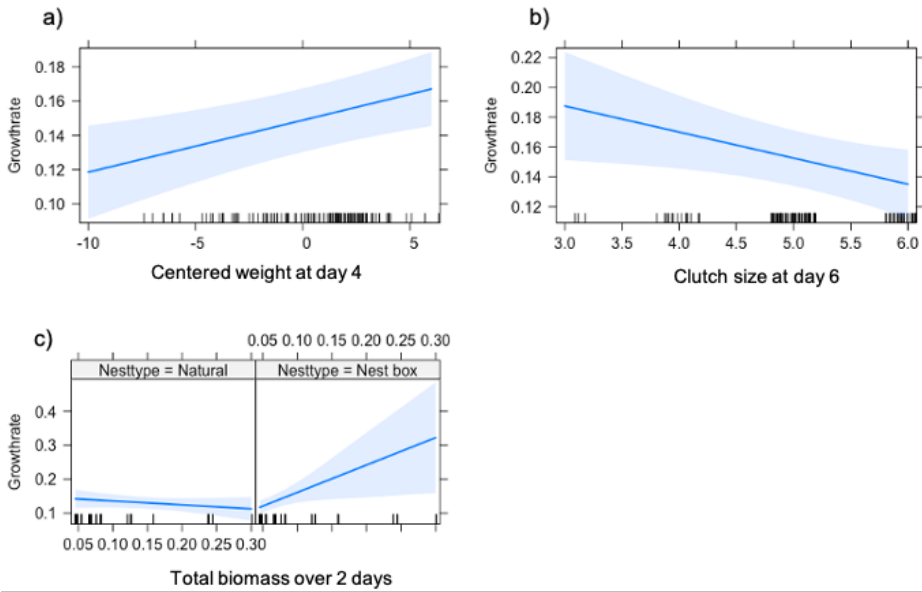 a)
0.18
0.16
0.14
0.12
0.10
Growthrate
-10 -5 0 5
Centered weight at day 4
b)
0.22
0.20
0.18
0.16
0.14
0.12
Growthrate
3.0 3.5 4.0 4.5 5.0 5.5 6.0
Clutch size at day 6
c)
0.05 0.10 0.15 0.20 0.25 0.30
Nesttype = Natural
Nesttype = Nest box
0.4
0.3
0.2
0.1
Growthrate
0.05 0.10 0.15 0.20 0.25 0.30
Total biomass over 2 days